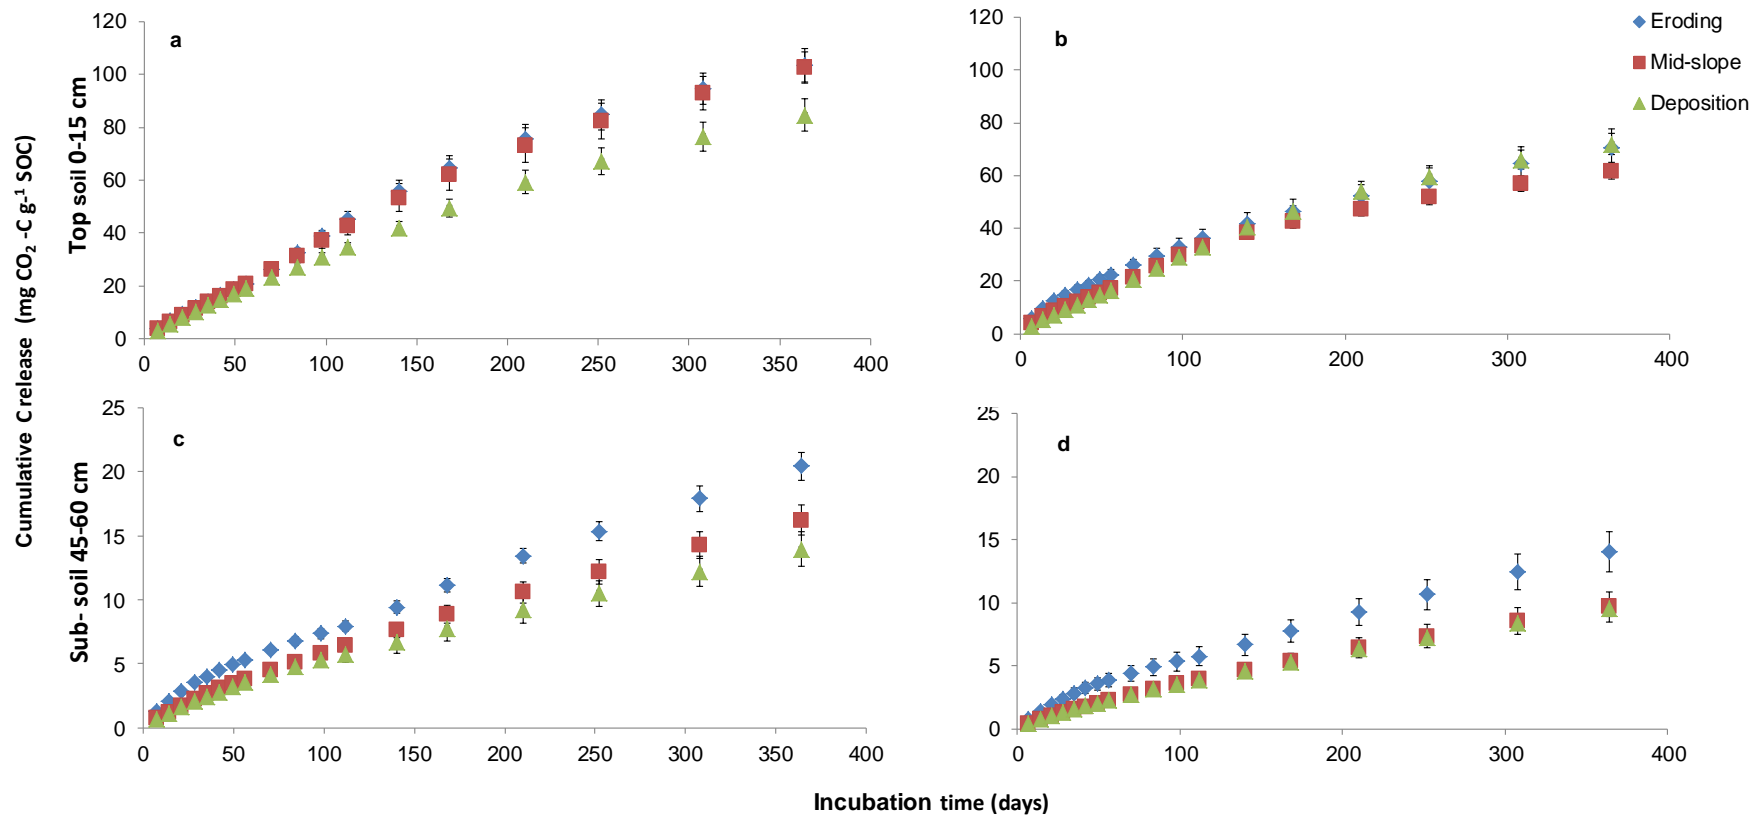 Cumulative C release (mg CO2 -C g-1 SOC)
Top soil 0-15 cm
a
120
100
80
60
40
20
0
0 50 100 150 200 250 300 350 400
b
120
100
80
60
40
20
0
0 100 200 300 400
Eroding
Mid-slope
Deposition
Sub- soil 45-60 cm
c
25
20
15
10
5
0
0 50 100 150 200 250 300 350 400
d
25
20
15
10
5
0
0 100 200 300 400
Incubation time (days)